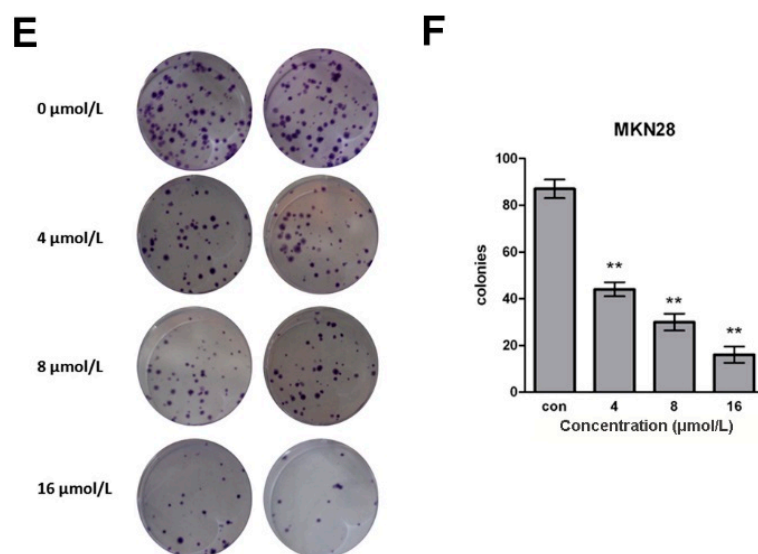 E
0 µmol/L
4 µmol/L
8 µmol/L
16 µmol/L
F
MKN28
colonies
100
80
60
40
20
0
**
**
**
con 4 8 16
Concentration (µmol/L)